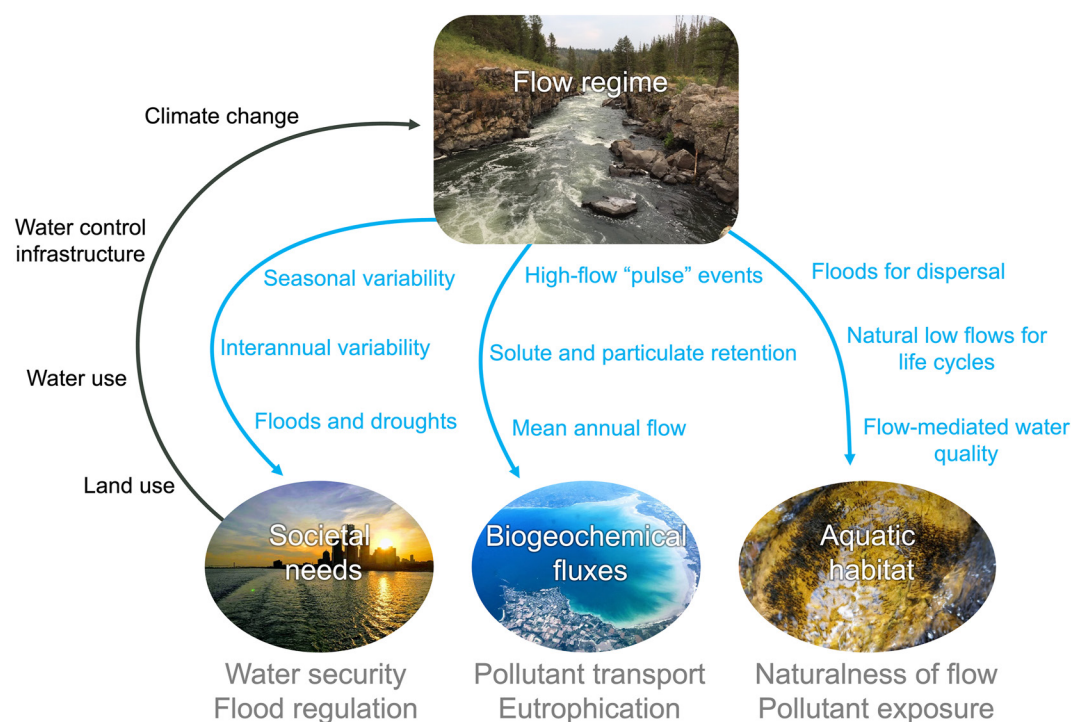 Flow regime
Climate change
Water control
infrastructure
Water use
Land use
Seasonal variability
Interannual variability
Floods and droughts
High-flow “pulse” events
Solute and particulate retention
Mean annual flow
Floods for dispersal
Natural low flows for
life cycles
Flow-mediated water
quality
Societal
needs
Biogeochemical
fluxes
Aquatic
habitat
Water security
Flood regulation
Pollutant transport
Eutrophication
Naturalness of flow
Pollutant exposure